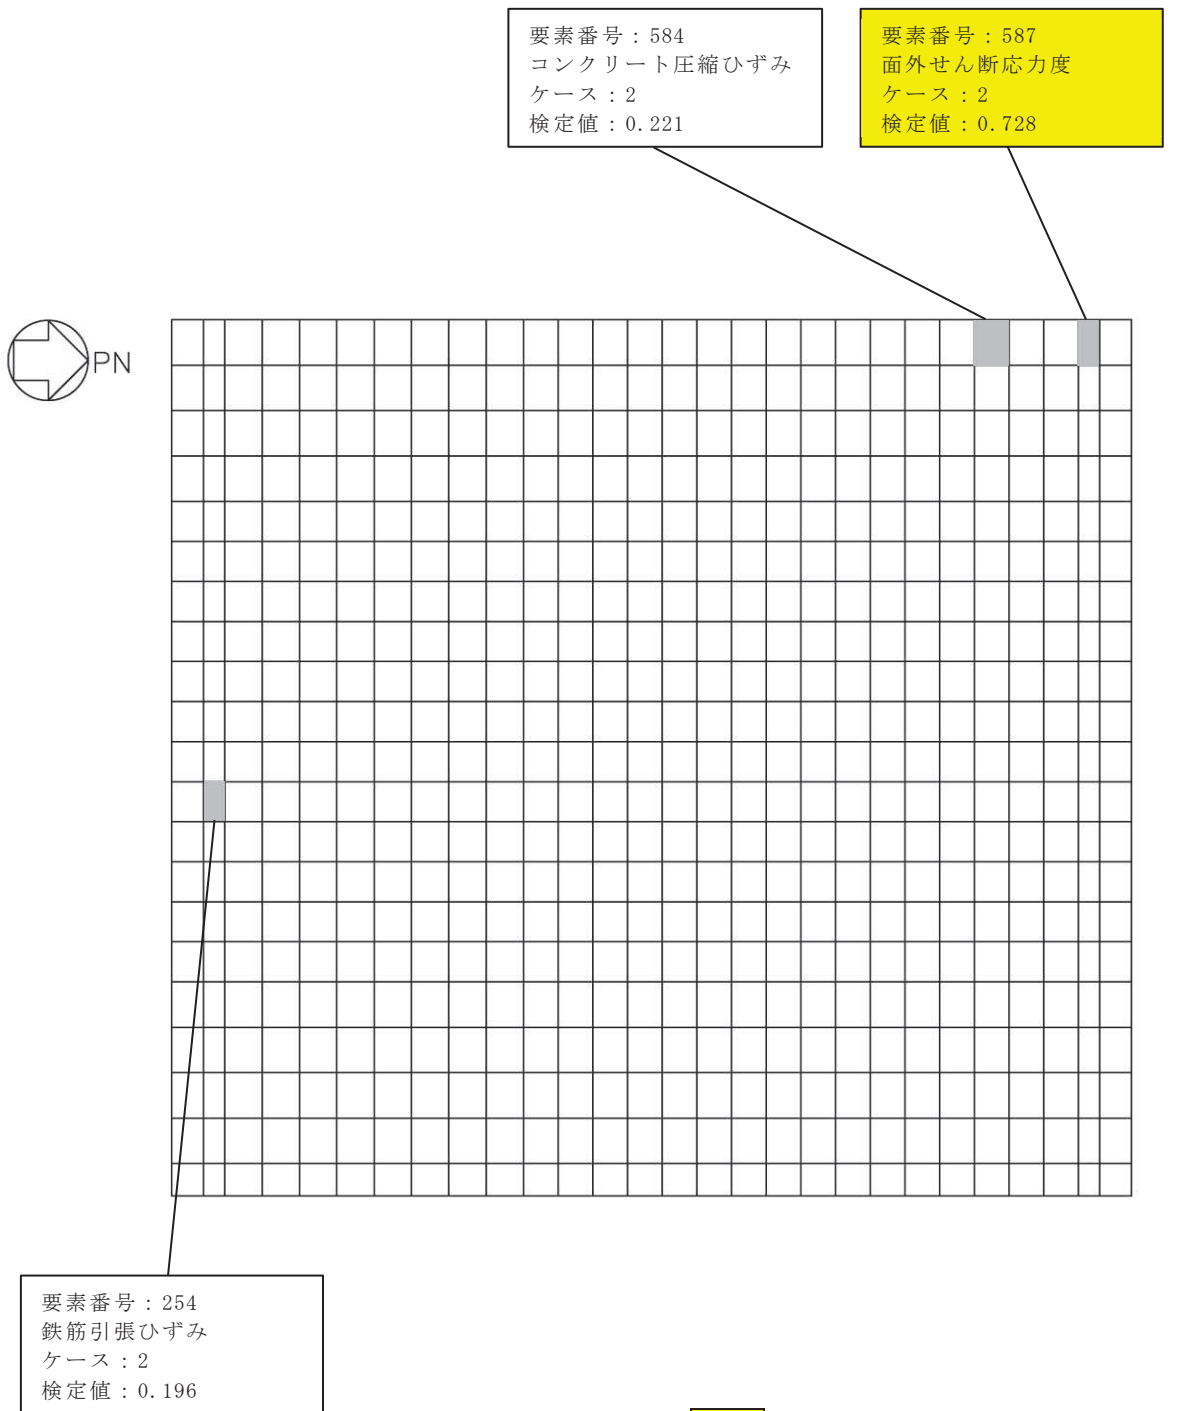 要素番号：584
コンクリート圧縮ひずみ
ケース：2
検定値：0.221
要素番号：587
面外せん断応力度
ケース：2
検定値：0.728
PN
要素番号：254
鉄筋引張ひずみ
ケース：2
検定値：0.196